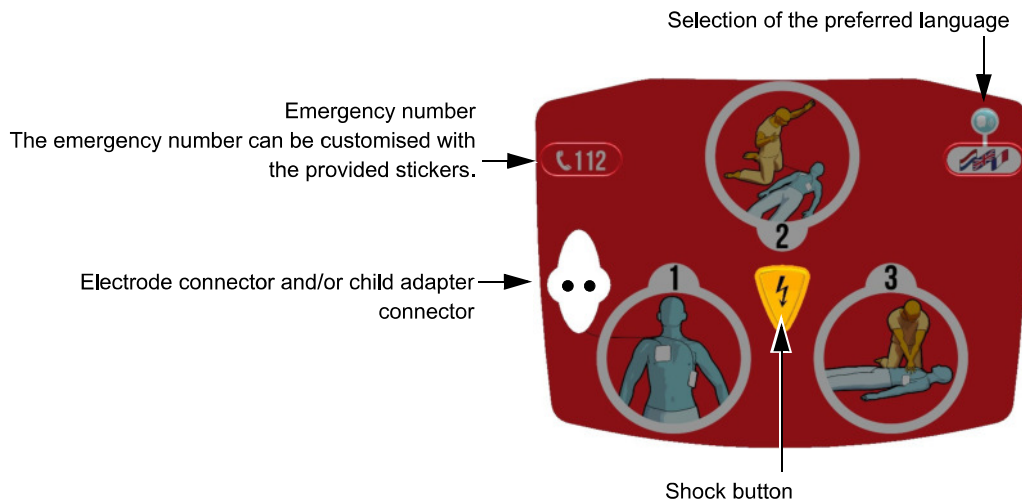 Selection of the preferred language
Emergency number
The emergency number can be customised with
the provided stickers.
112
2
Electrode connector and/or child adapter
connector
1
3
Shock button